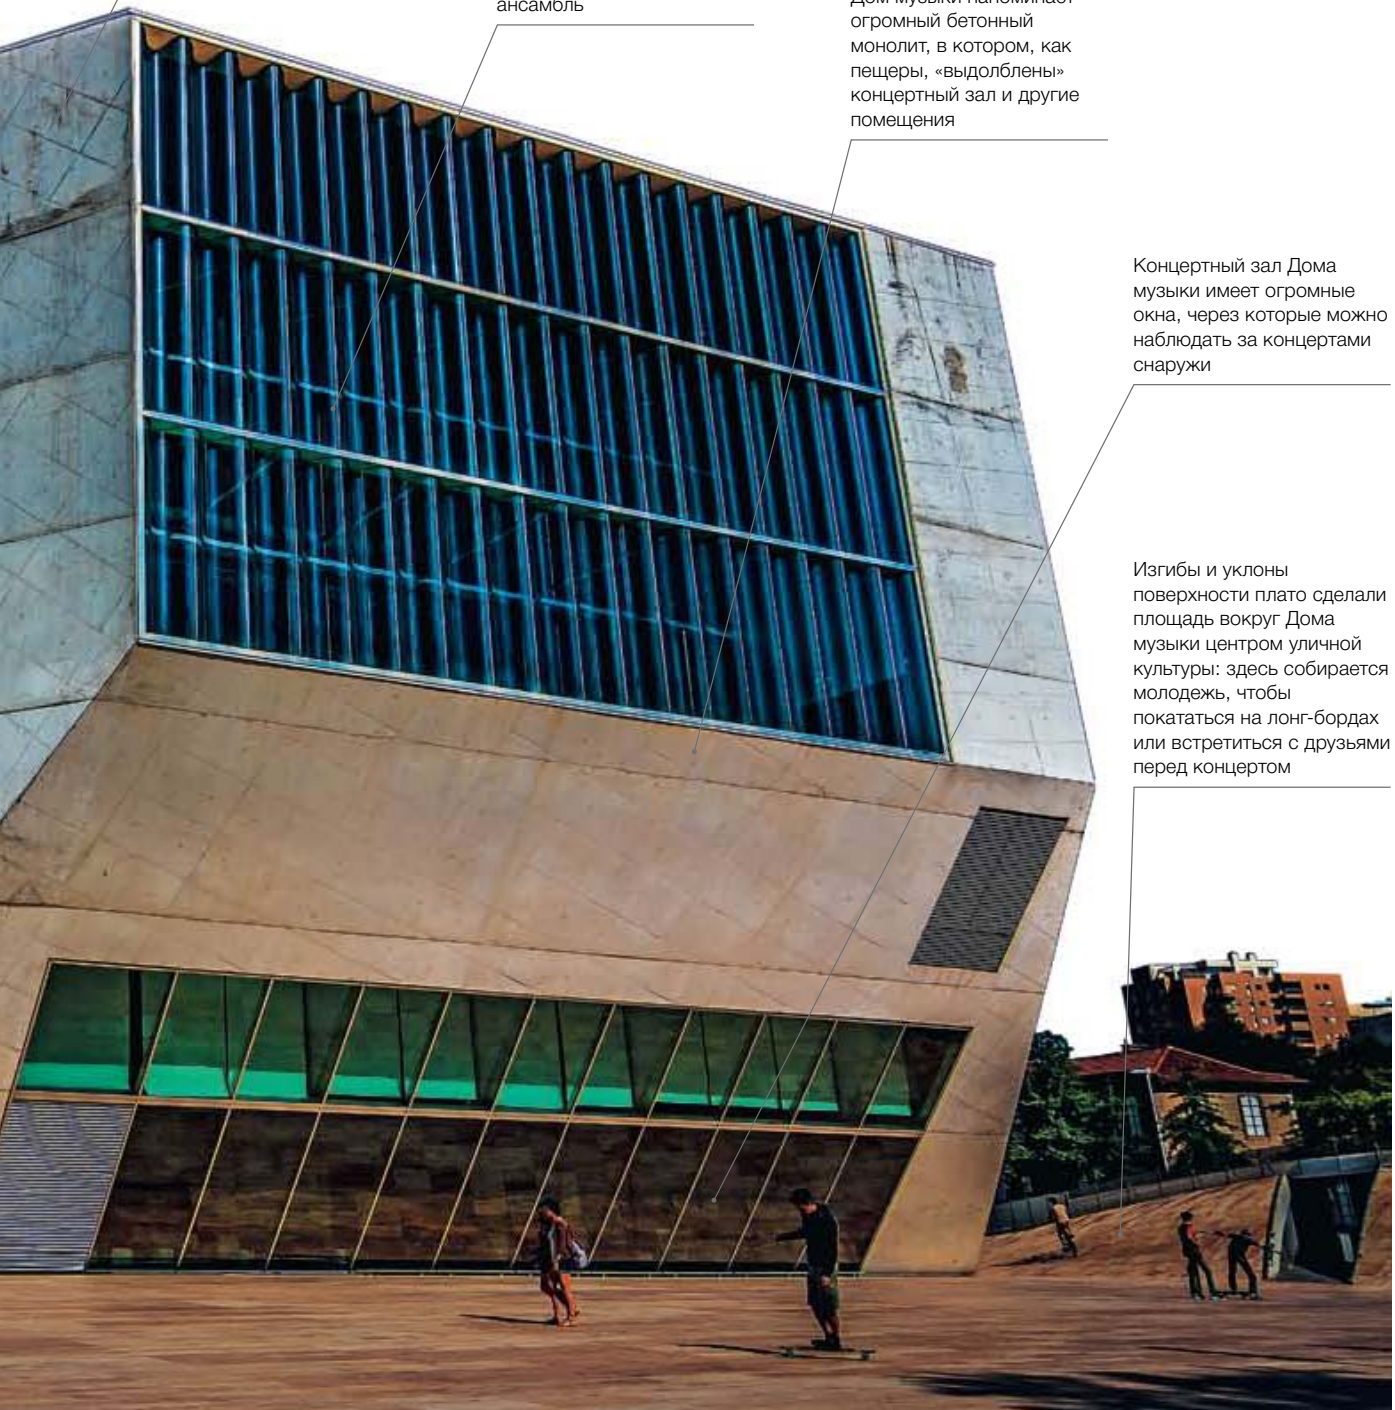 ансамбль
Дом музыки напоминает
огромный бетонный
монолит, в котором, как
пещеры, «выдолблены»
концертный зал и другие
помещения
Концертный зал Дома
музыки имеет огромные
окна, через которые можно
наблюдать за концертами
снаружи
Изгибы и уклоны
поверхности плато сделали
площадь вокруг Дома
музыки центром уличной
культуры: здесь собирается
молодежь, чтобы
покататься на лонг-бордах
или встретиться с друзьями
перед концертом